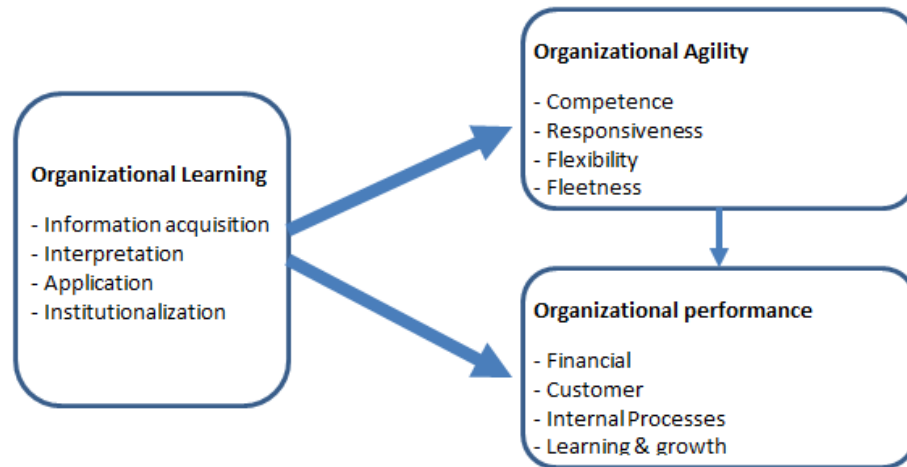 Organizational Agility
- Competence
- Responsiveness
- Flexibility
- Fleetness
Organizational Learning
- Information acquisition
- Interpretation
- Application
- Institutionalization
Organizational performance
- Financial
- Customer
- Internal Processes
- Learning & growth